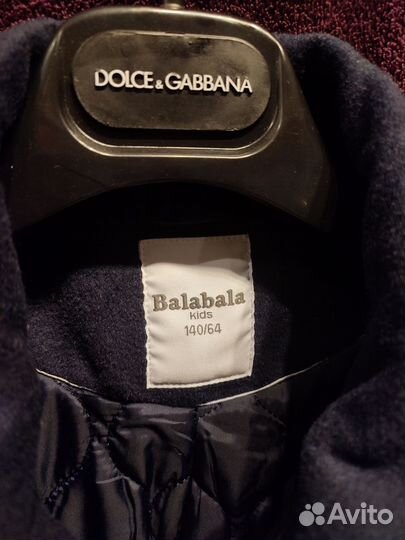 DOLCE & GABBANA
Balabala
kids
140/64
Avito